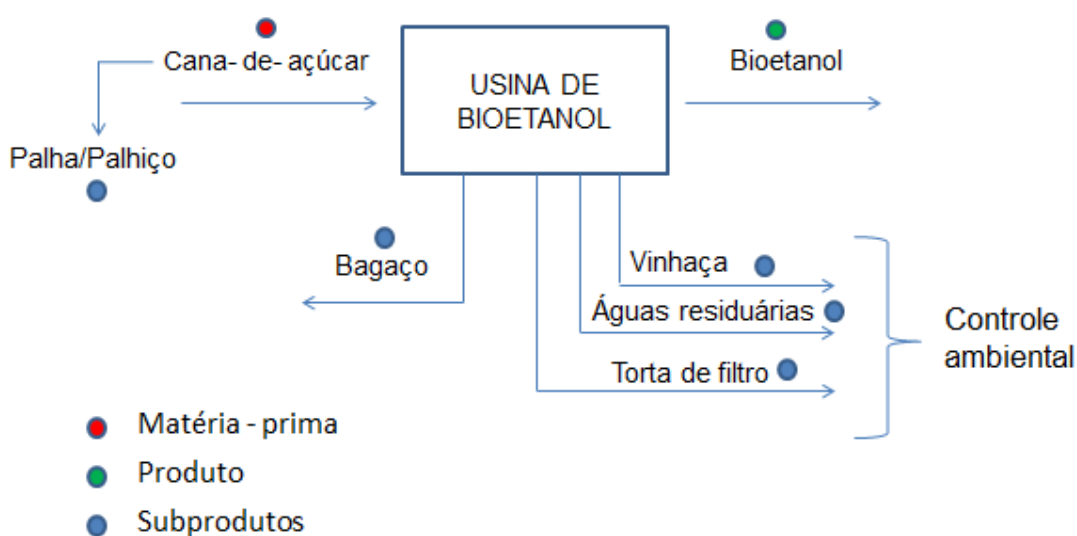 Cana- de- açúcar
Bioetanol
USINA DE
BIOETANOL
Palha/Palhiço
Bagaço
Vinhaça
Águas residuárias
Torta de filtro
Controle
ambiental
Matéria - prima
Produto
Subprodutos